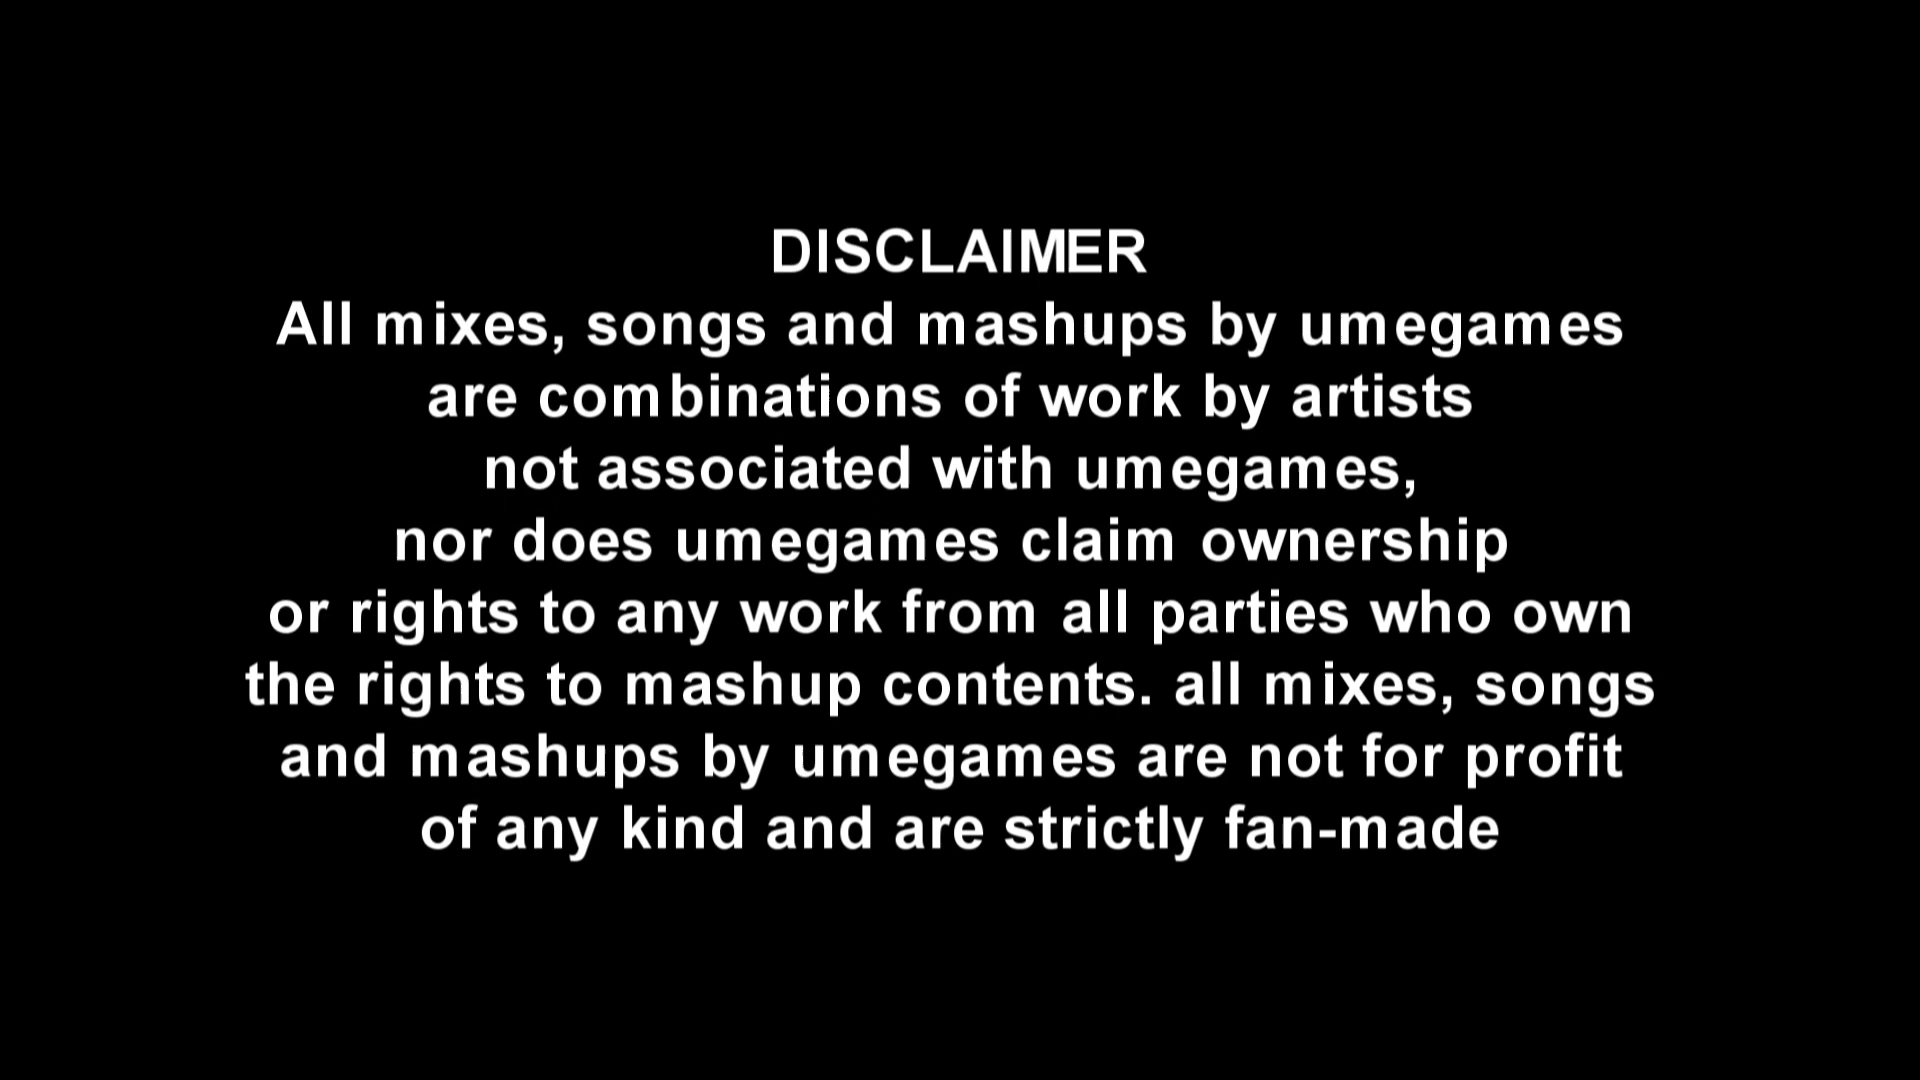 DISCLAIMER
All mixes, songs and mashups by umegames
are combinations of work by artists
not associated with umegames,
nor does umegames claim ownership
or rights to any work from all parties who own
the rights to mashup contents. all mixes, songs
and mashups by umegames are not for profit
of any kind and are strictly fan-made